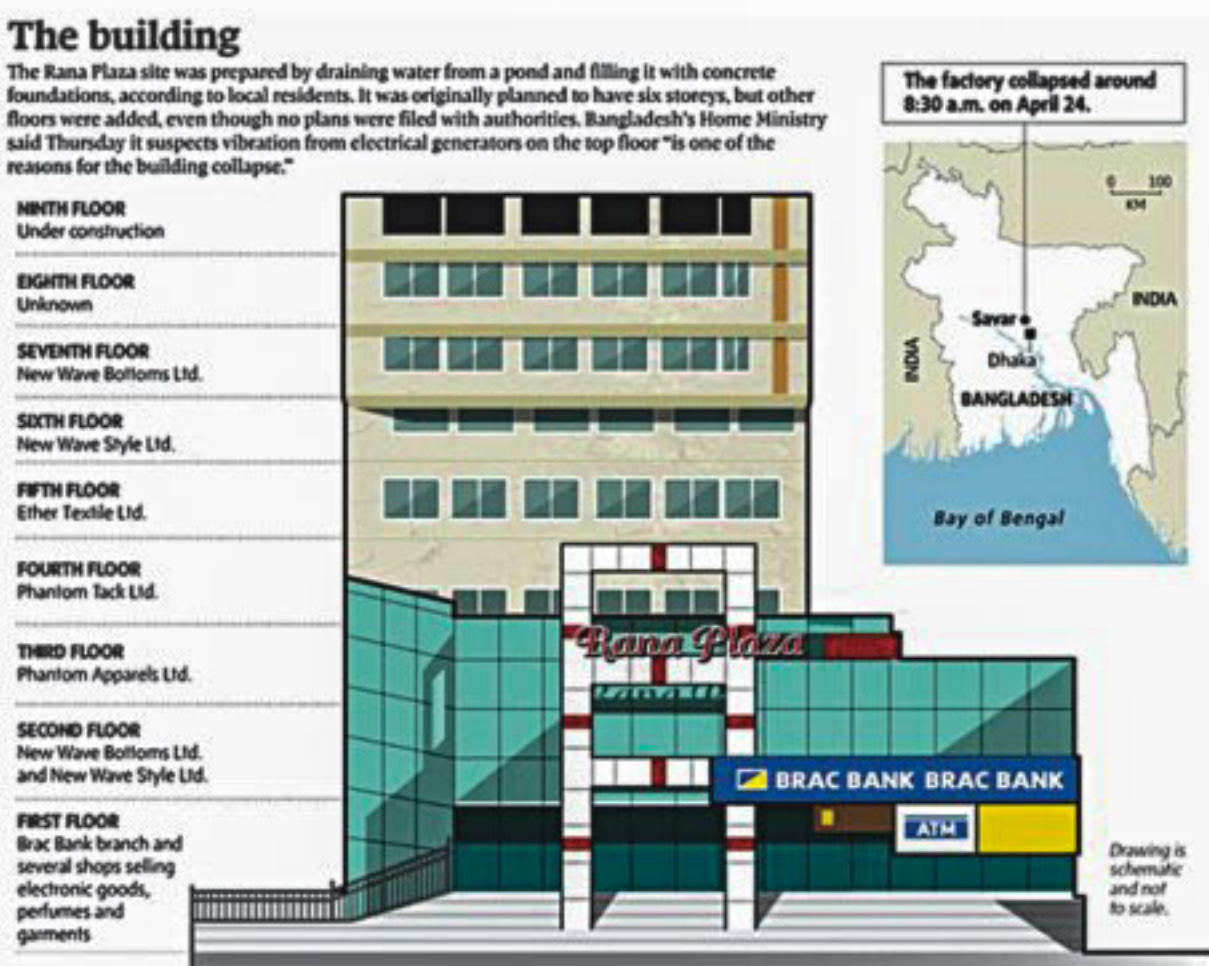 The building
The Rana Plaza site was prepared by draining water from a pond and filling it with concrete
foundations, according to local residents. It was originally planned to have six storeys, but other
floors were added, even though no plans were filed with authorities. Bangladesh's Home Ministry
said Thursday it suspects vibration from electrical generators on the top floor "is one of the
reasons for the building collapse."
NINTH FLOOR
Under construction
EIGHTH FLOOR
Unknown
SEVENTH FLOOR
New Wave Bottoms Ltd.
SIXTH FLOOR
New Wave Style Ltd.
FIFTH FLOOR
Ether Textile Ltd.
FOURTH FLOOR
Phantom Tack Ltd.
THIRD FLOOR
Phantom Apparels Ltd.
SECOND FLOOR
New Wave Bottoms Ltd.
and New Wave Style Ltd.
FIRST FLOOR
Brac Bank branch and
several shops selling
electronic goods,
perfumes and
garments
Rana Plaza
BRAC BANK BRAC BANK
ATM
The factory collapsed around
8:30 a.m. on April 24.
0 100
KM
INDIA
Savar
INDIA
Dhaka
BANGLADESH
Bay of Bengal
Drawing is
schematic
and not
to scale.